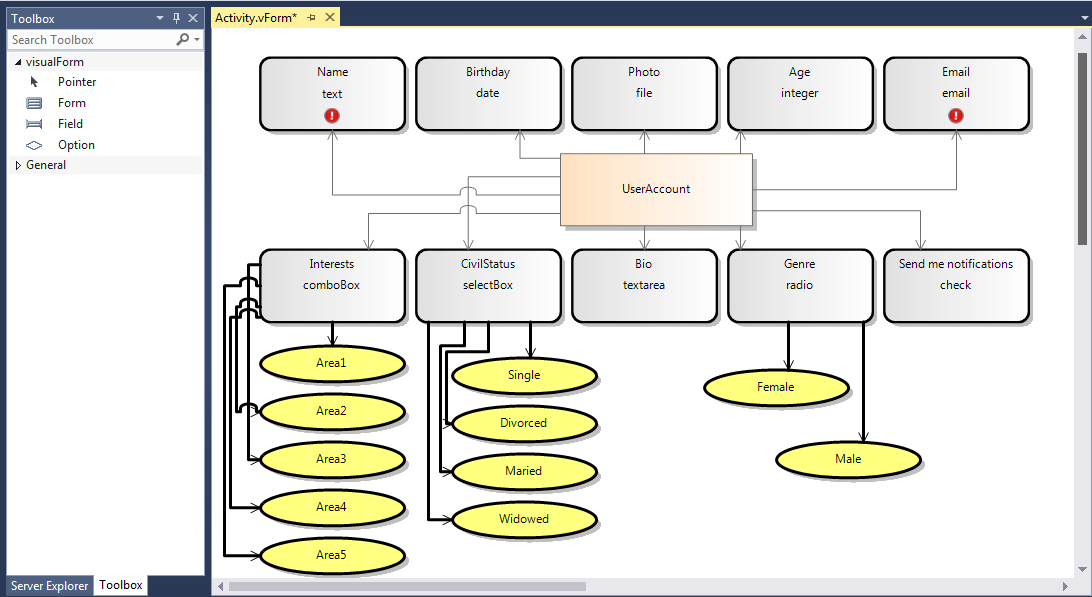 Toolbox
Search Toolbox
visualForm
Pointer
Form
Field
Option
General
Server Explorer
Toolbox
Activity.vForm*
Name
text
Birthday
date
Photo
file
Age
integer
Email
email
UserAccount
Interests
comboBox
CivilStatus
selectBox
Bio
textarea
Genre
radio
Send me notifications
check
Area1
Area2
Area3
Area4
Area5
Single
Divorced
Maried
Widowed
Female
Male